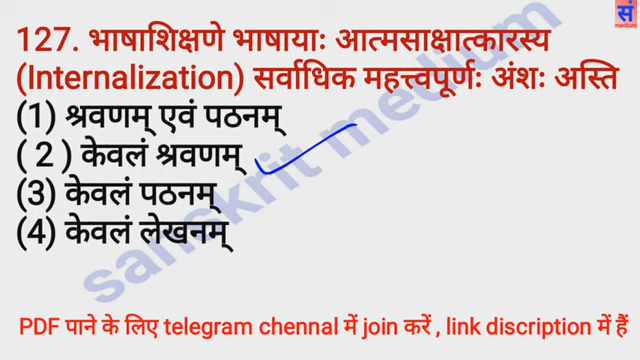 सं
medium
127. भाषाशिक्षणे भाषायाः आत्मसाक्षात्कारस्य
(Internalization) सर्वाधिक महत्त्वपूर्णः अंशः अस्ति
(1) श्रवणम् एवं पठनम्
( 2 ) केवलं श्रवणम्
(3) केवलं पठनम्
(4) केवलं लेखनम्
sanskrit medium
PDF पाने के लिए telegram chennal में join करें , link discription में हैं